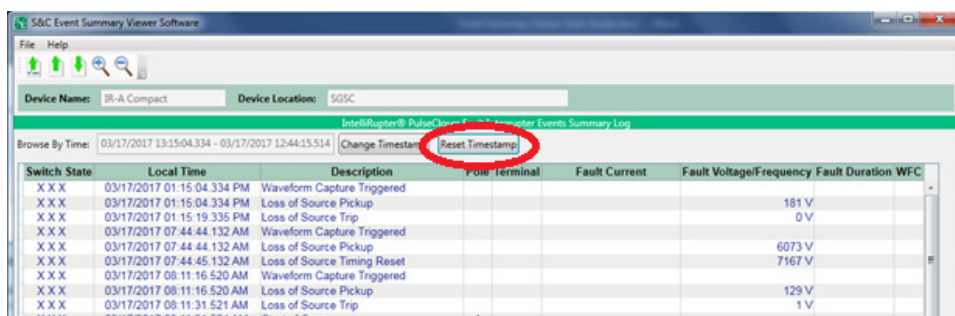 S&C Event Summary Viewer Software
File Help
Device Name: IR-A Compact Device Location: SGSC
IntelliRupter® PulseCloser Fault Interrupter Events Summary Log
Browse By Time: 03/17/2017 13:15:04.334 - 03/17/2017 12:44:15.514 Change Timestamp Reset Timestamp
Switch State Local Time Description Pole Terminal Fault Current Fault Voltage/Frequency Fault Duration WFC
X X X 03/17/2017 01:15:04.334 PM Waveform Capture Triggered
X X X 03/17/2017 01:15:04.334 PM Loss of Source Pickup 181 V
X X X 03/17/2017 01:15:19.335 PM Loss of Source Trip 0 V
X X X 03/17/2017 07:44:44.132 AM Waveform Capture Triggered
X X X 03/17/2017 07:44:44.132 AM Loss of Source Pickup 6073 V
X X X 03/17/2017 07:44:45.132 AM Loss of Source Timing Reset 7167 V
X X X 03/17/2017 08:11:16.520 AM Waveform Capture Triggered
X X X 03/17/2017 08:11:16.520 AM Loss of Source Pickup 129 V
X X X 03/17/2017 08:11:31.521 AM Loss of Source Trip 1 V